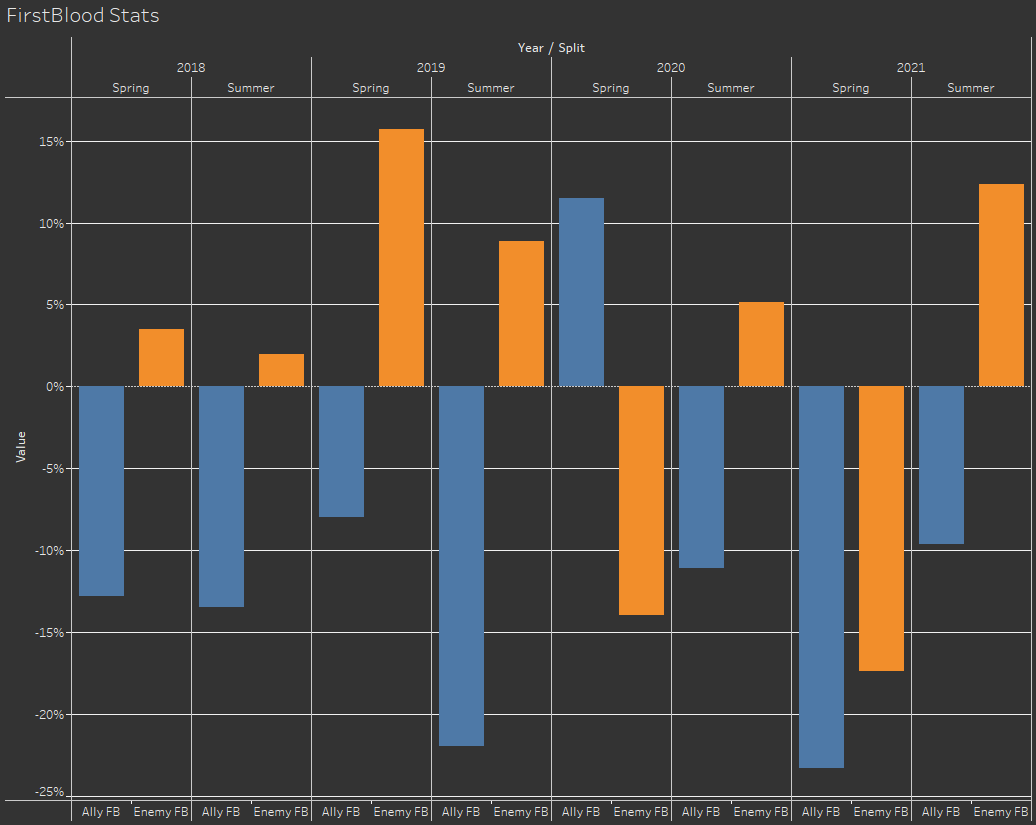 FirstBlood Stats
Year / Split
2018 2019 2020 2021
Spring Summer Spring Summer Spring Summer Spring Summer
15%
10%
5%
0%
-5%
-10%
-15%
-20%
-25%
Value
Ally FB Enemy FB Ally FB Enemy FB Ally FB Enemy FB Ally FB Enemy FB Ally FB Enemy FB Ally FB Enemy FB Ally FB Enemy FB Ally FB Enemy FB